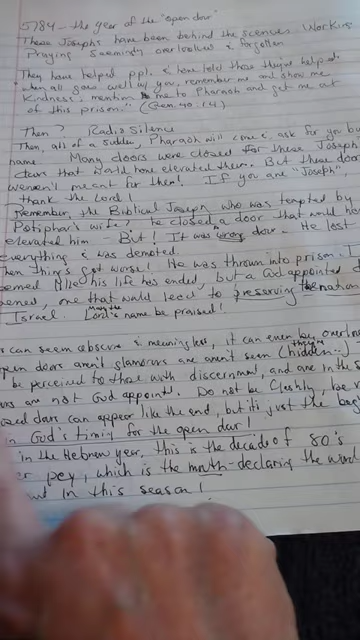 5784 - the year of the "open door"
These Josephs have been behind the scenes. Working
Praying seemingly overlooked & forgotten
They have helped ppl. & have told those they've helped
"when all goes well w/ you, remember me and show me
kindness, mention me to Pharaoh and get me out
of this prison." (Gen. 40:14)
Then? Radio Silence
Then, all of a sudden, Pharaoh will come & ask for you by
name. Many doors were closed for these Josephs
doors that would have elevated them. But these doors
weren't meant for them! If you are "Joseph"
thank the Lord!
Remember, the Biblical Joseph who was tempted by
Potiphar's wife? He closed a door that would have
elevated him - But! It was wrong door. He lost
everything & was demoted.
Then things got worse! He was thrown into prison. I
seemed like his life has ended, but a God appointed
opened, one that would lead to preserving the nation
Israel. May the Lord's name be praised!
can seem obscure & meaningless, it can even be overlooked
open doors aren't glamorous are aren't seen (hidden)
be perceived to those with discernment, and are in the
are not God appoints. Do not be fleshly, be
closed doors can appear like the end, but it's just the beg
in God's timing for the open door!
in the Hebrew year, this is the decade of 80's
pey, which is the mouth - declaring the word
in this season!